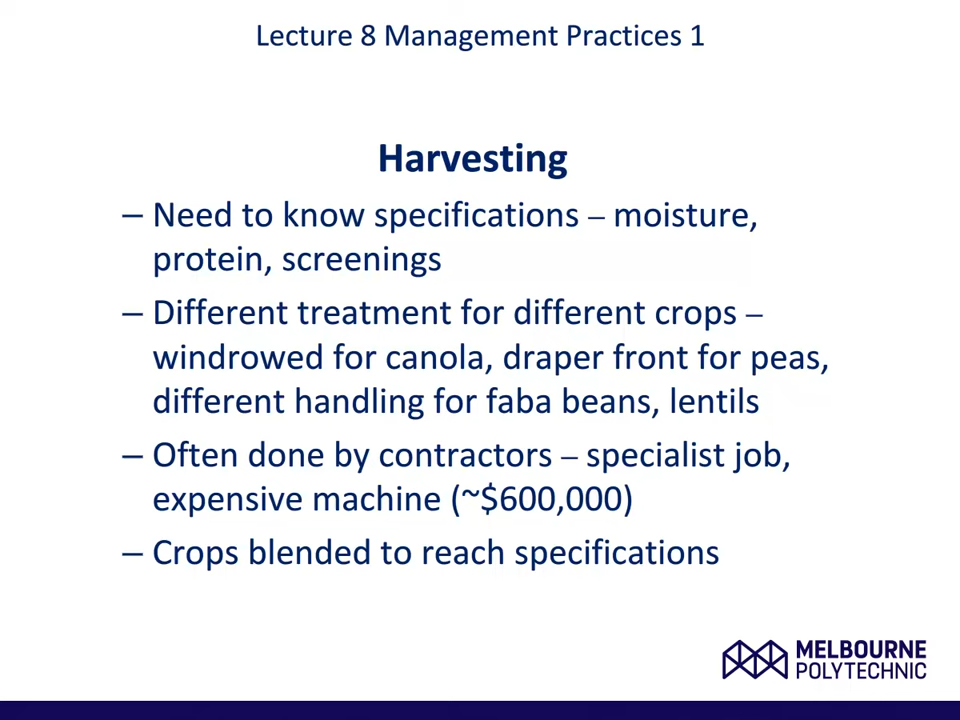 Lecture 8 Management Practices 1
Harvesting
– Need to know specifications – moisture,
protein, screenings
– Different treatment for different crops –
windrowed for canola, draper front for peas,
different handling for faba beans, lentils
– Often done by contractors – specialist job,
expensive machine (~$600,000)
– Crops blended to reach specifications
MELBOURNE
POLYTECHNIC